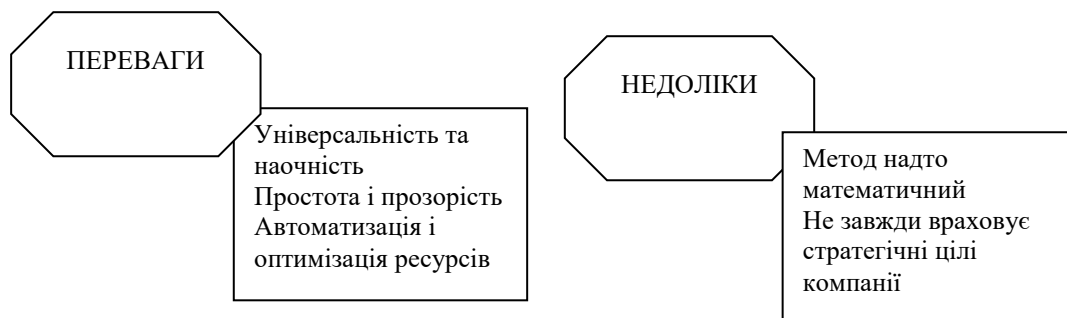 ПЕРЕВАГИ
Універсальність та
наочність
Простота і прозорість
Автоматизація і
оптимізація ресурсів
НЕДОЛІКИ
Метод надто
математичний
Не завжди враховує
стратегічні цілі
компанії